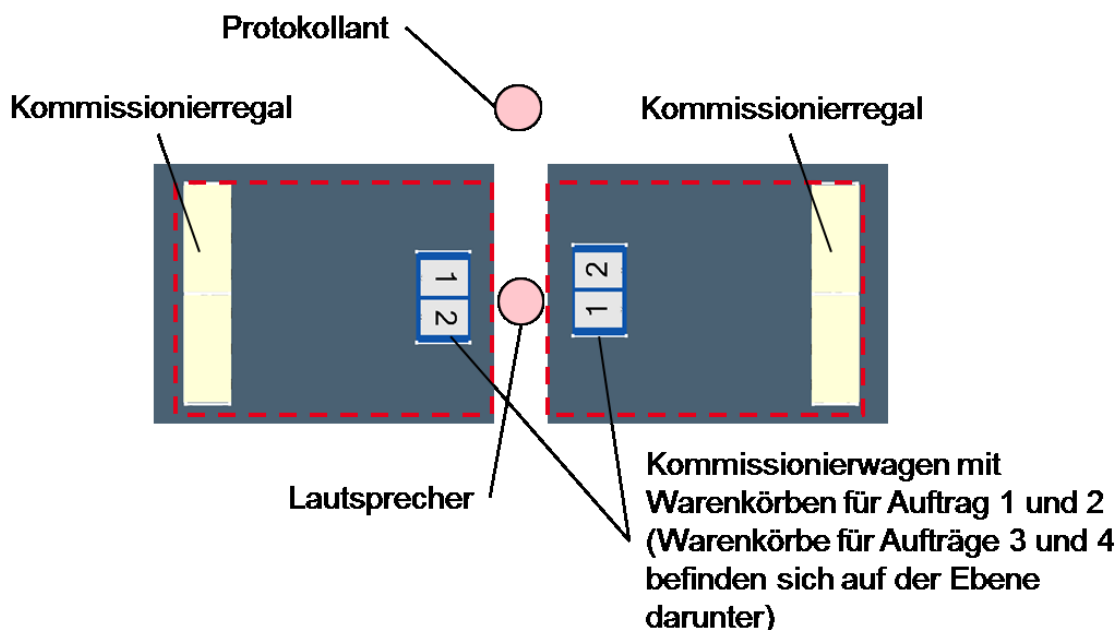 Protokollant
Kommissionierregal
Kommissionierregal
1
2
2
1
Lautsprecher
Kommissionierwagen mit
Warenkörben für Auftrag 1 und 2
(Warenkörbe für Aufträge 3 und 4
befinden sich auf der Ebene
darunter)